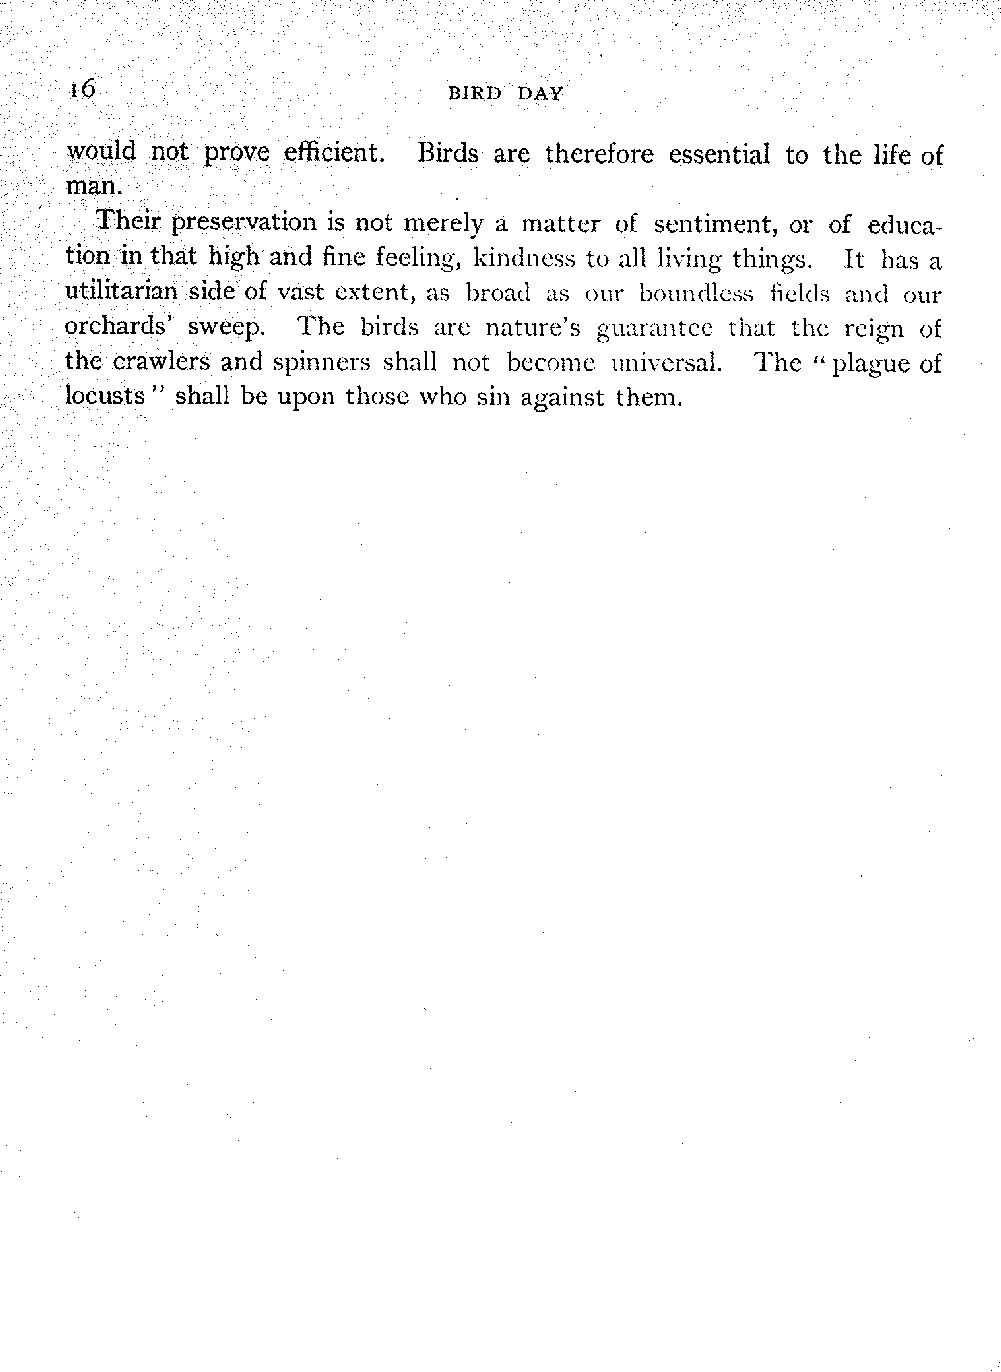 16 BIRD DAY
would not prove efficient. Birds are therefore essential to the life of
man.
Their preservation is not merely a matter of sentiment, or of educa-
tion in that high and fine feeling, kindness to all living things. It has a
utilitarian side of vast extent, as broad as our boundless fields and our
orchards' sweep. The birds are nature's guarantee that the reign of
the crawlers and spinners shall not become universal. The “plague of
locusts” shall be upon those who sin against them.